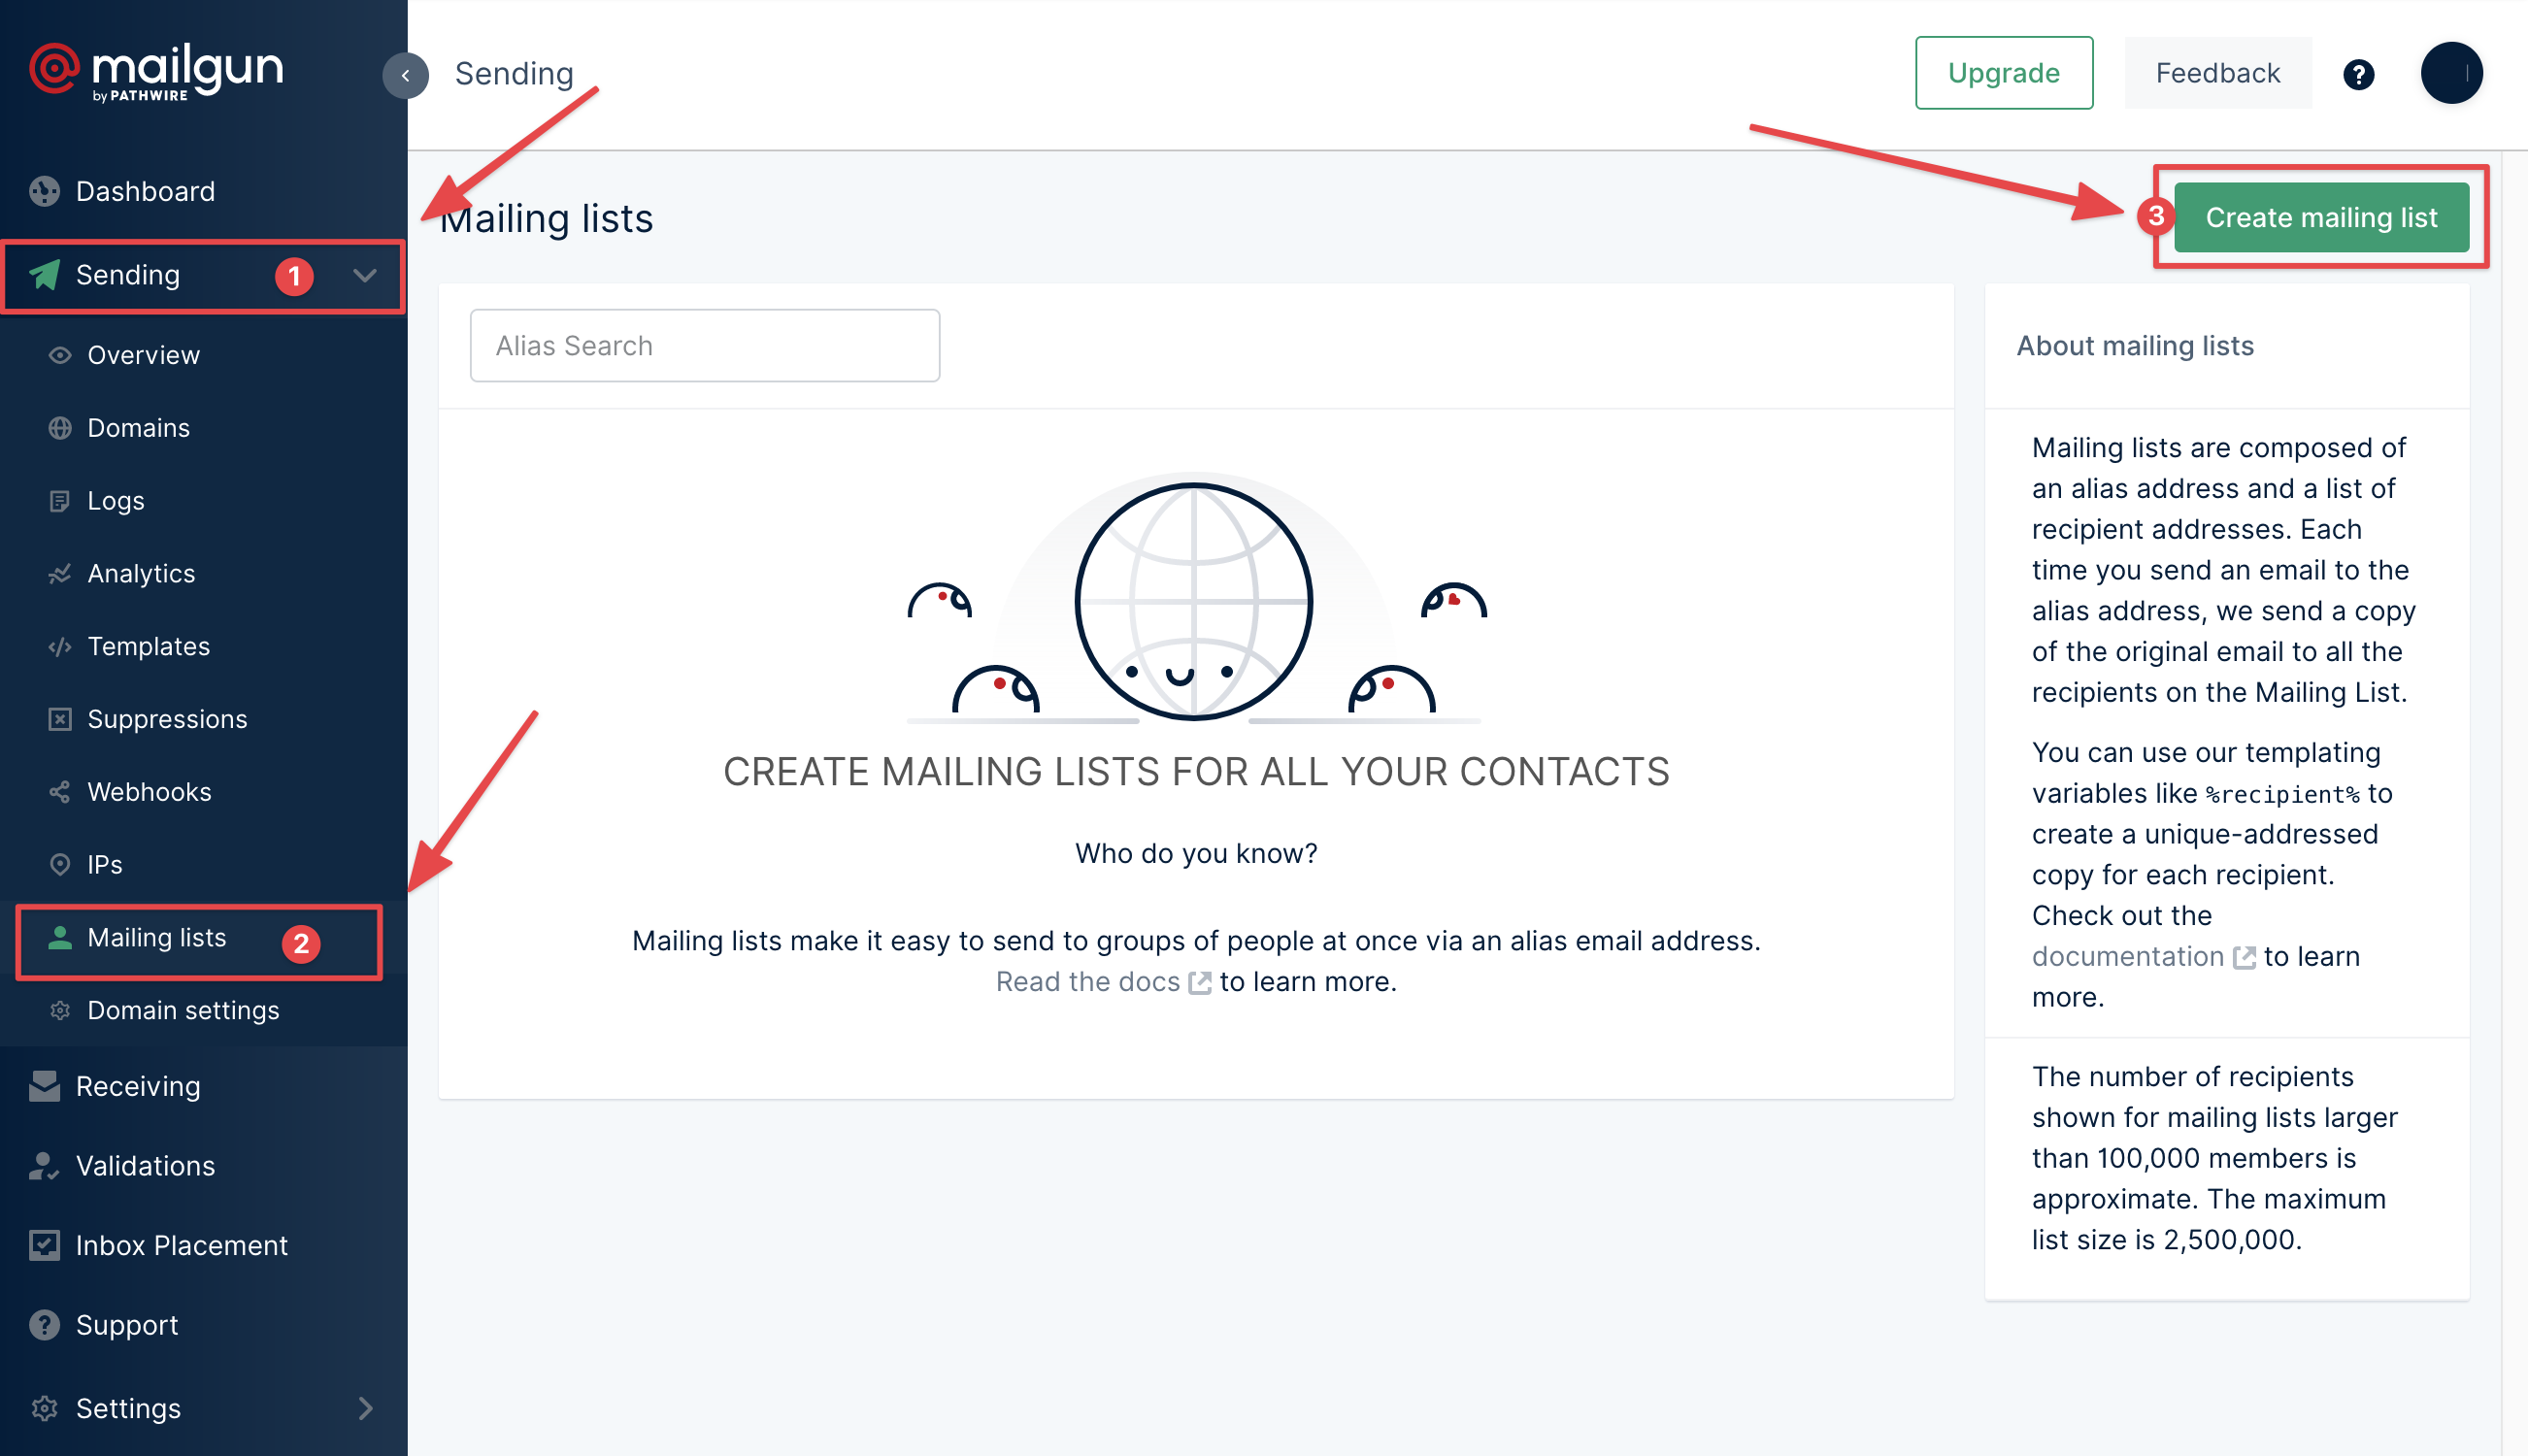 mailgun
by PATHWIRE
Dashboard
Sending
1
Overview
Domains
Logs
Analytics
Templates
Suppressions
Webhooks
IPs
Mailing lists
2
Domain settings
Receiving
Validations
Inbox Placement
Support
Settings
Sending
Upgrade
Feedback
?
Mailing lists
3
Create mailing list
Alias Search
CREATE MAILING LISTS FOR ALL YOUR CONTACTS
Who do you know?
Mailing lists make it easy to send to groups of people at once via an alias email address.
Read the docs to learn more.
About mailing lists
Mailing lists are composed of
an alias address and a list of
recipient addresses. Each
time you send an email to the
alias address, we send a copy
of the original email to all the
recipients on the Mailing List.
You can use our templating
variables like %recipient% to
create a unique-addressed
copy for each recipient.
Check out the
documentation to learn
more.
The number of recipients
shown for mailing lists larger
than 100,000 members is
approximate. The maximum
list size is 2,500,000.